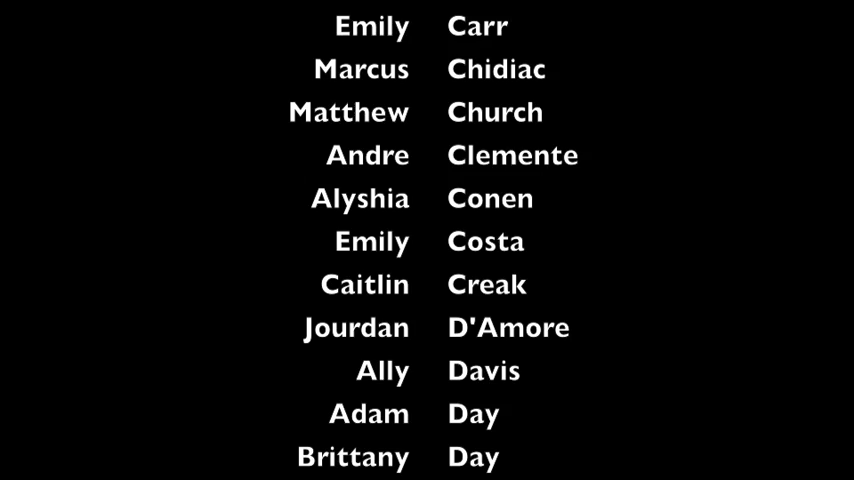 Emily Carr
Marcus Chidiac
Matthew Church
Andre Clemente
Alyshia Conen
Emily Costa
Caitlin Creak
Jourdan D'Amore
Ally Davis
Adam Day
Brittany Day